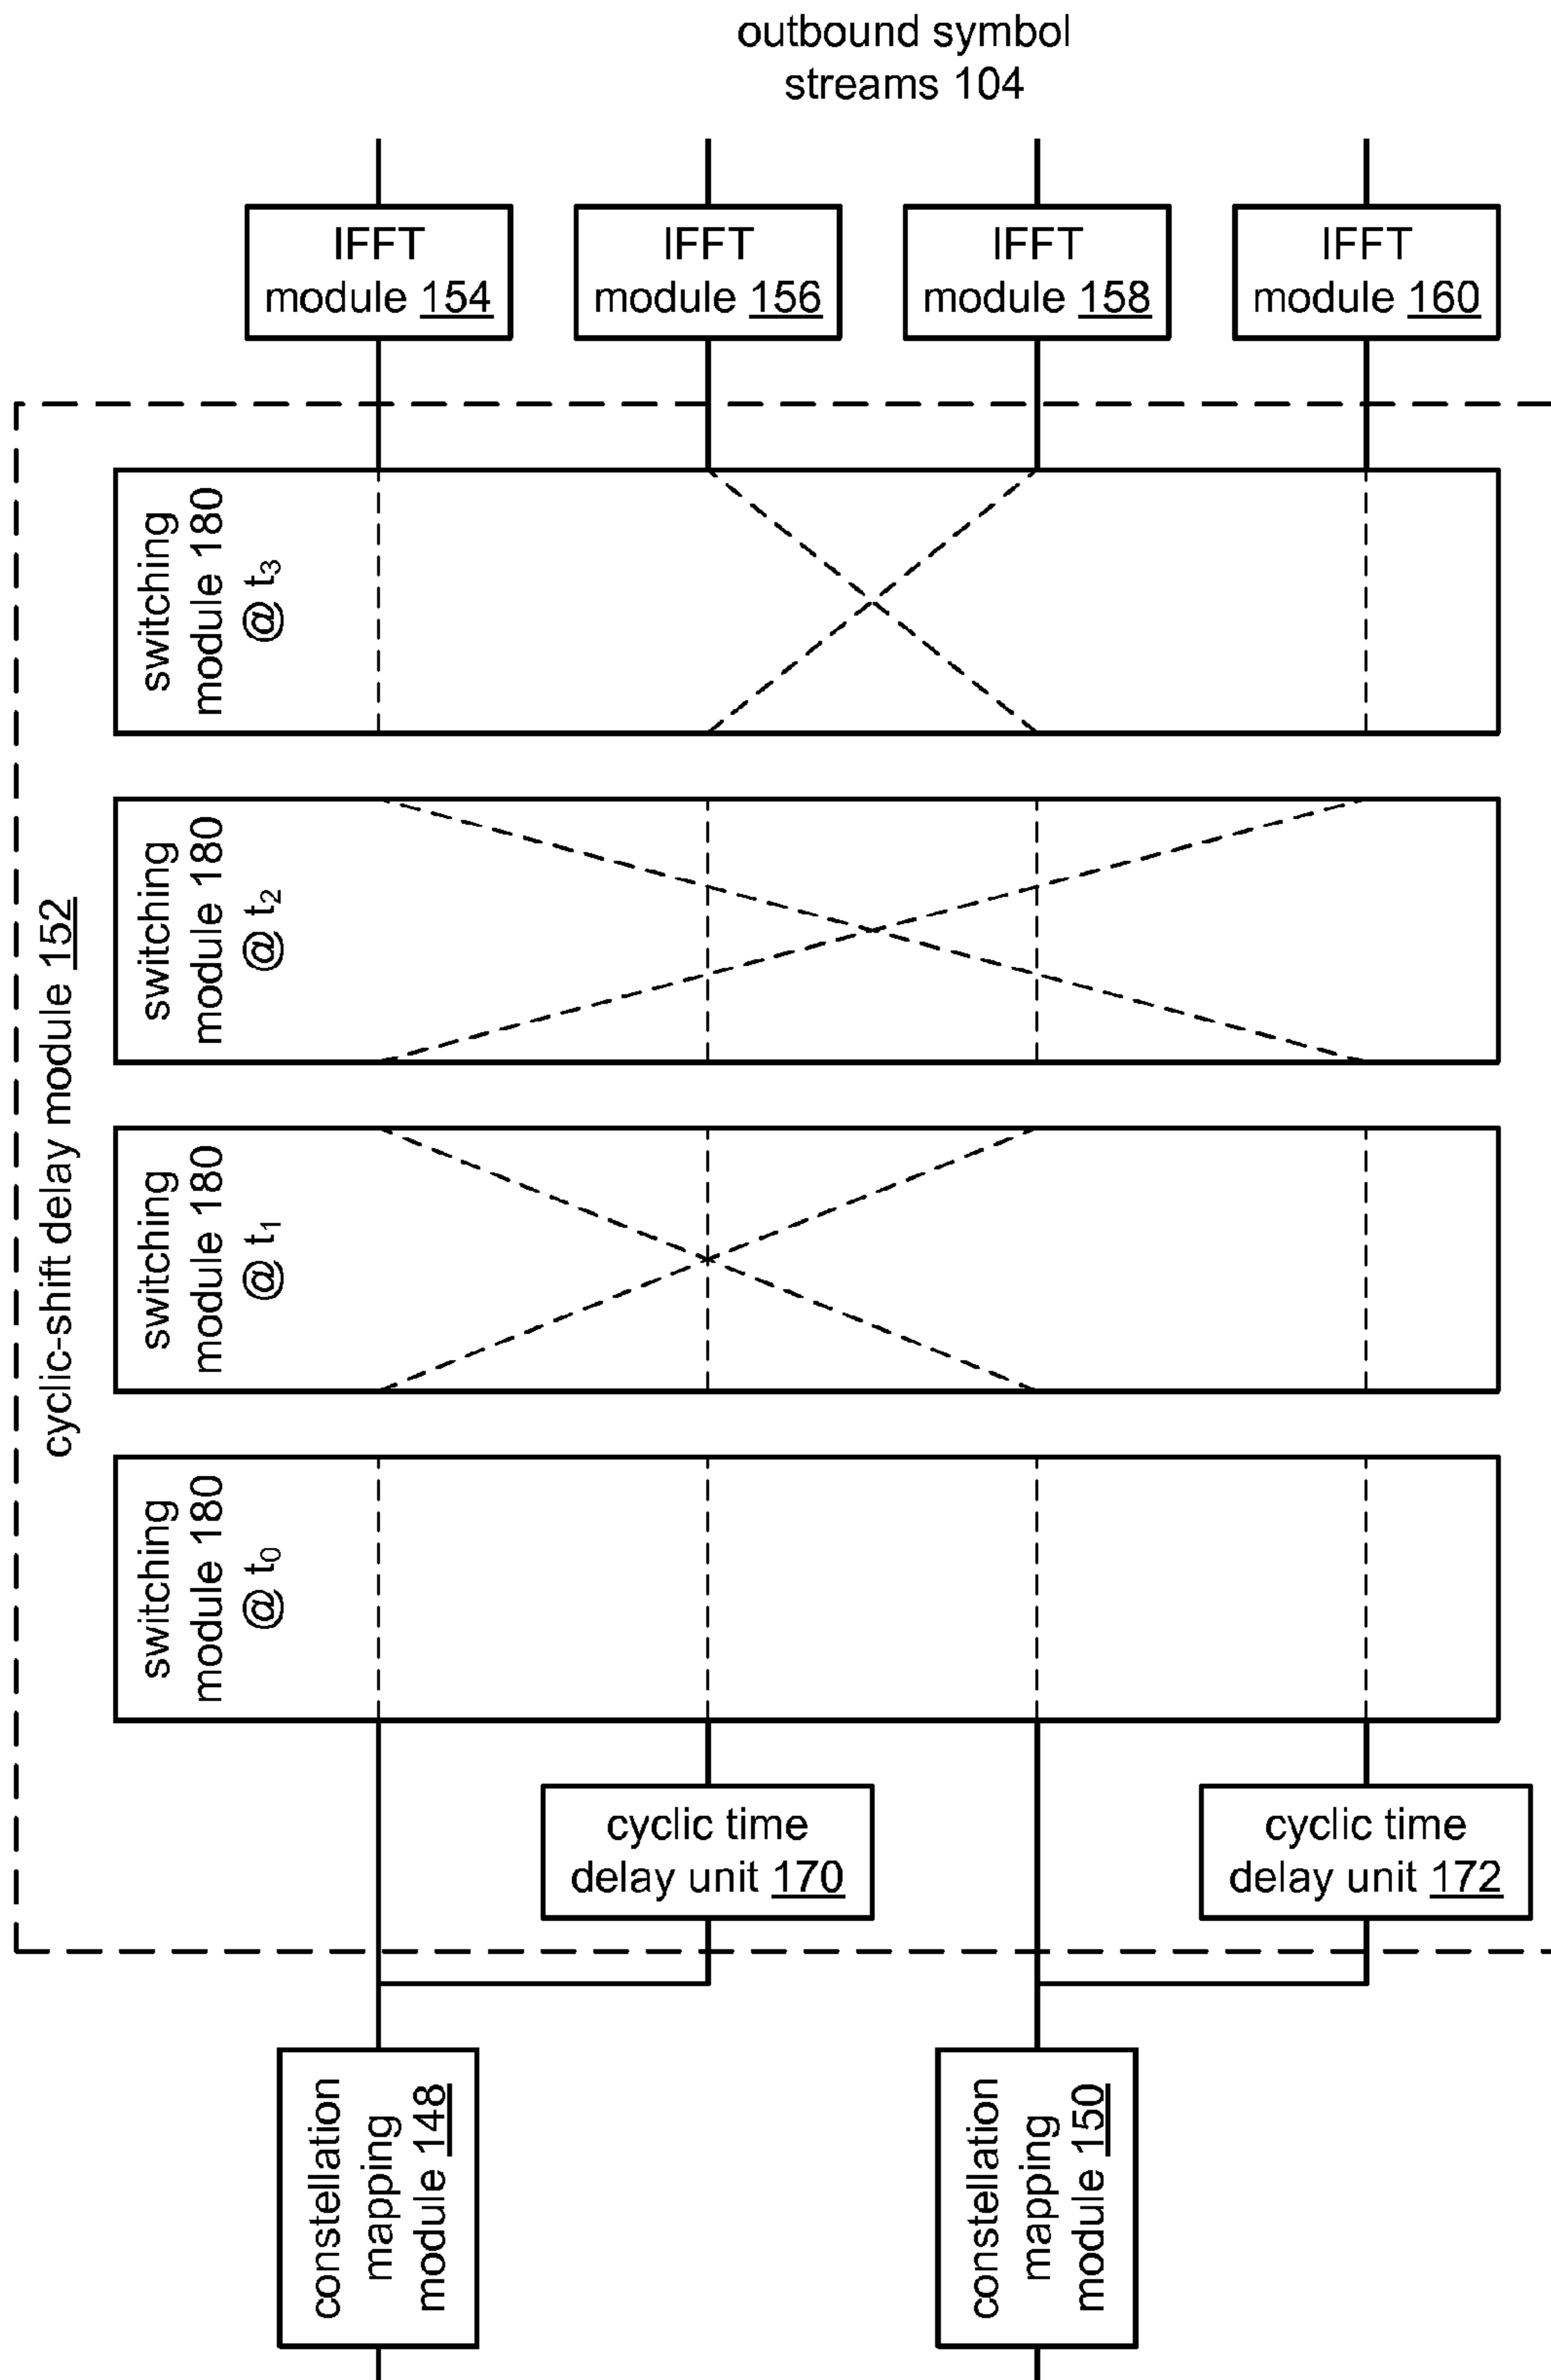 outbound symbol
streams 104
IFFT
module 154
IFFT
module 156
IFFT
module 158
IFFT
module 160
cyclic-shift delay module 152
switching
module 180
@ t3
switching
module 180
@ t2
switching
module 180
@ t1
switching
module 180
@ t0
cyclic time
delay unit 170
cyclic time
delay unit 172
constellation
mapping
module 148
constellation
mapping
module 150